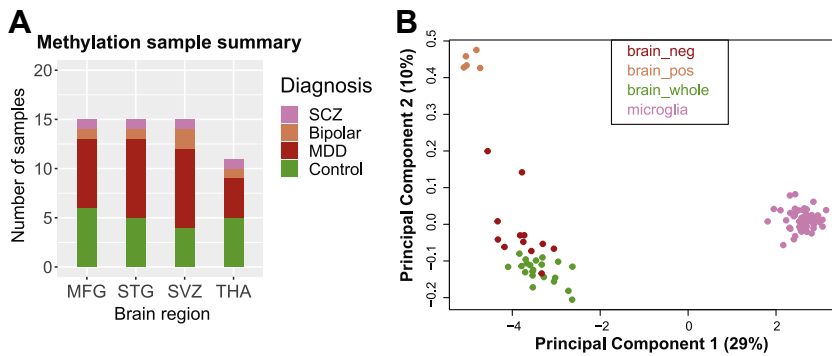 A
Methylation sample summary
20
15
10
5
0
Number of samples
MFG STG SVZ THA
Brain region
Diagnosis
SCZ
Bipolar
MDD
Control
B
brain_neg
brain_pos
brain_whole
microglia
0.5
0.4
0.3
0.2
0.1
0.0
-0.1
-0.2
Principal Component 2 (10%)
-4 -2 0 2
Principal Component 1 (29%)